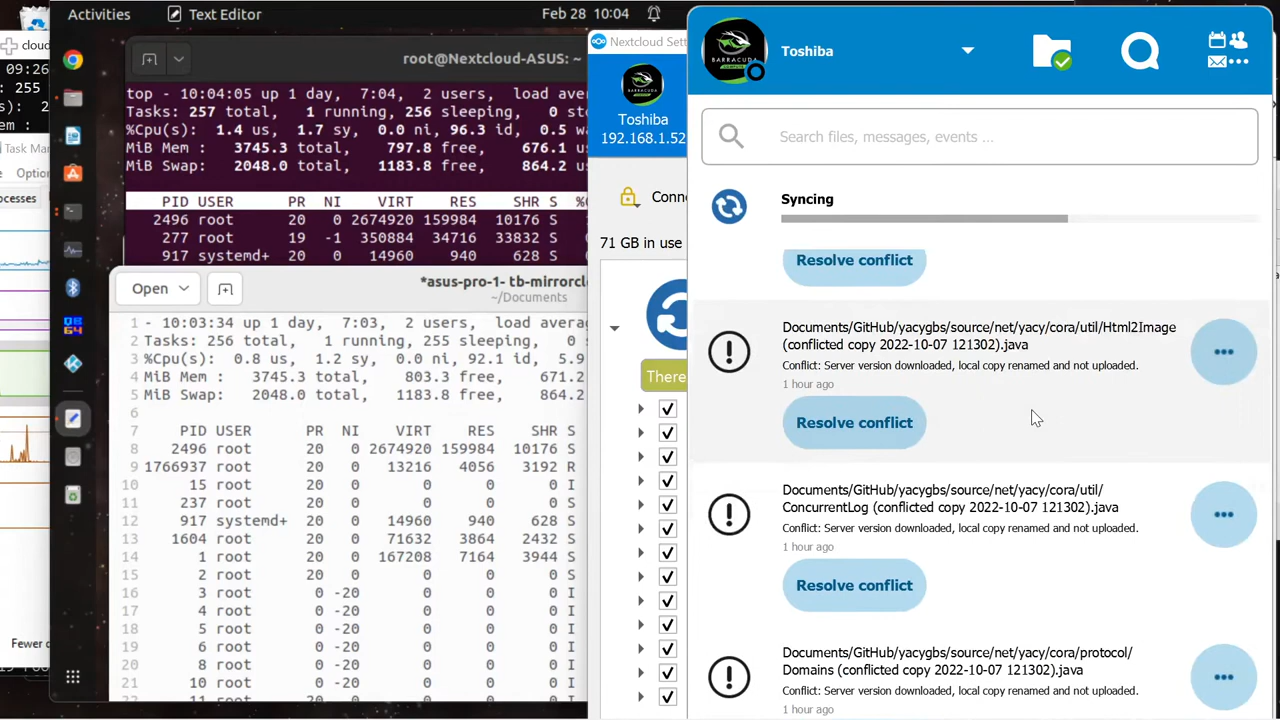 Activities
Text Editor
Feb 28 10:04
cloud
09:26
255
Task Man
Option
ocesses
Fewer d
root@Nextcloud-ASUS: ~
top - 10:04:05 up 1 day, 7:04, 2 users, load avera
Tasks: 257 total, 1 running, 256 sleeping, 0 st
%Cpu(s): 1.4 us, 1.7 sy, 0.0 ni, 96.3 id, 0.5 w
MiB Mem : 3745.3 total, 797.8 free, 676.1 us
MiB Swap: 2048.0 total, 1183.8 free, 864.2 us
PID USER PR NI VIRT RES SHR S %
2496 root 20 0 2674920 159984 10176 S
277 root 19 -1 350884 34716 33832 S
917 systemd+ 20 0 14960 940 628 S
Open
*asus-pro-1- tb-mirrorcl
~/Documents
1 - 10:03:34 up 1 day, 7:03, 2 users, load averag
2 Tasks: 256 total, 1 running, 255 sleeping, 0 s
3 %Cpu(s): 0.8 us, 1.2 sy, 0.0 ni, 92.1 id, 5.9
4 MiB Mem : 3745.3 total, 803.3 free, 671.2
5 MiB Swap: 2048.0 total, 1183.8 free, 864.2
6
7 PID USER PR NI VIRT RES SHR S
8 2496 root 20 0 2674920 159984 10176 S
9 1766937 root 20 0 13216 4056 3192 R
10 15 root 20 0 0 0 0 I
11 237 root 20 0 0 0 0 S
12 917 systemd+ 20 0 14960 940 628 S
13 1604 root 20 0 71632 3864 2432 S
14 1 root 20 0 167208 7164 3944 S
15 2 root 20 0 0 0 0 S
16 3 root 0 -20 0 0 0 I
17 4 root 0 -20 0 0 0 I
18 5 root 0 -20 0 0 0 I
19 6 root 0 -20 0 0 0 I
20 8 root 0 -20 0 0 0 I
21 10 root 0 -20 0 0 0 I
Nextcloud Sett
Toshiba
192.168.1.52
Conne
71 GB in use
There
BARRACUDA
Toshiba
Search files, messages, events ...
Syncing
Resolve conflict
Documents/GitHub/yacygbs/source/net/yacy/cora/util/Html2Image
(conflicted copy 2022-10-07 121302).java
Conflict: Server version downloaded, local copy renamed and not uploaded.
1 hour ago
Resolve conflict
Documents/GitHub/yacygbs/source/net/yacy/cora/util/
ConcurrentLog (conflicted copy 2022-10-07 121302).java
Conflict: Server version downloaded, local copy renamed and not uploaded.
1 hour ago
Resolve conflict
Documents/GitHub/yacygbs/source/net/yacy/cora/protocol/
Domains (conflicted copy 2022-10-07 121302).java
Conflict: Server version downloaded, local copy renamed and not uploaded.
1 hour ago